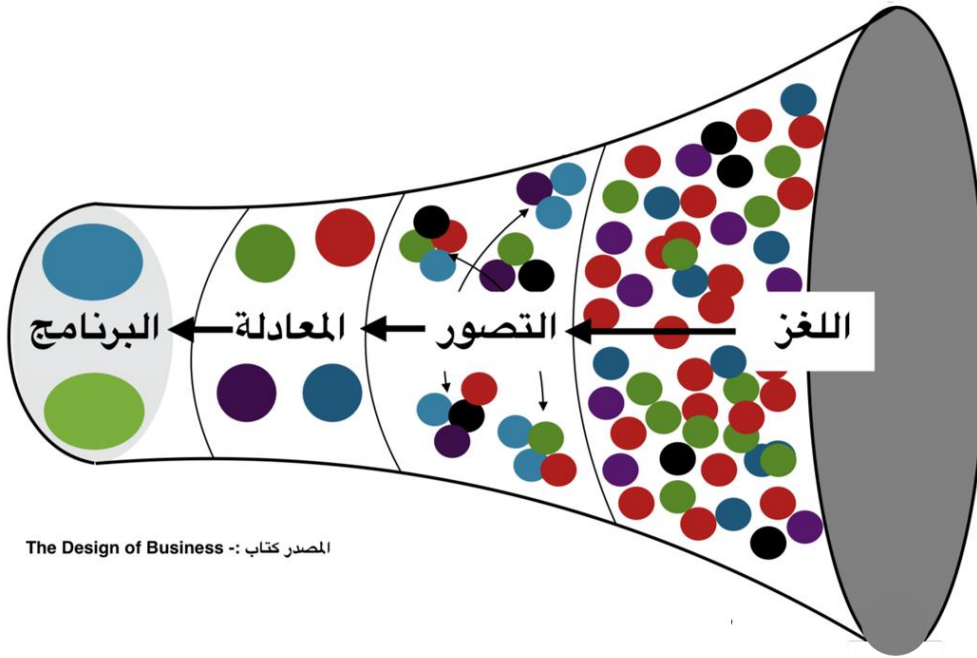 اللغز
التصور
المعادلة
البرنامج
المصدر كتاب :- The Design of Business